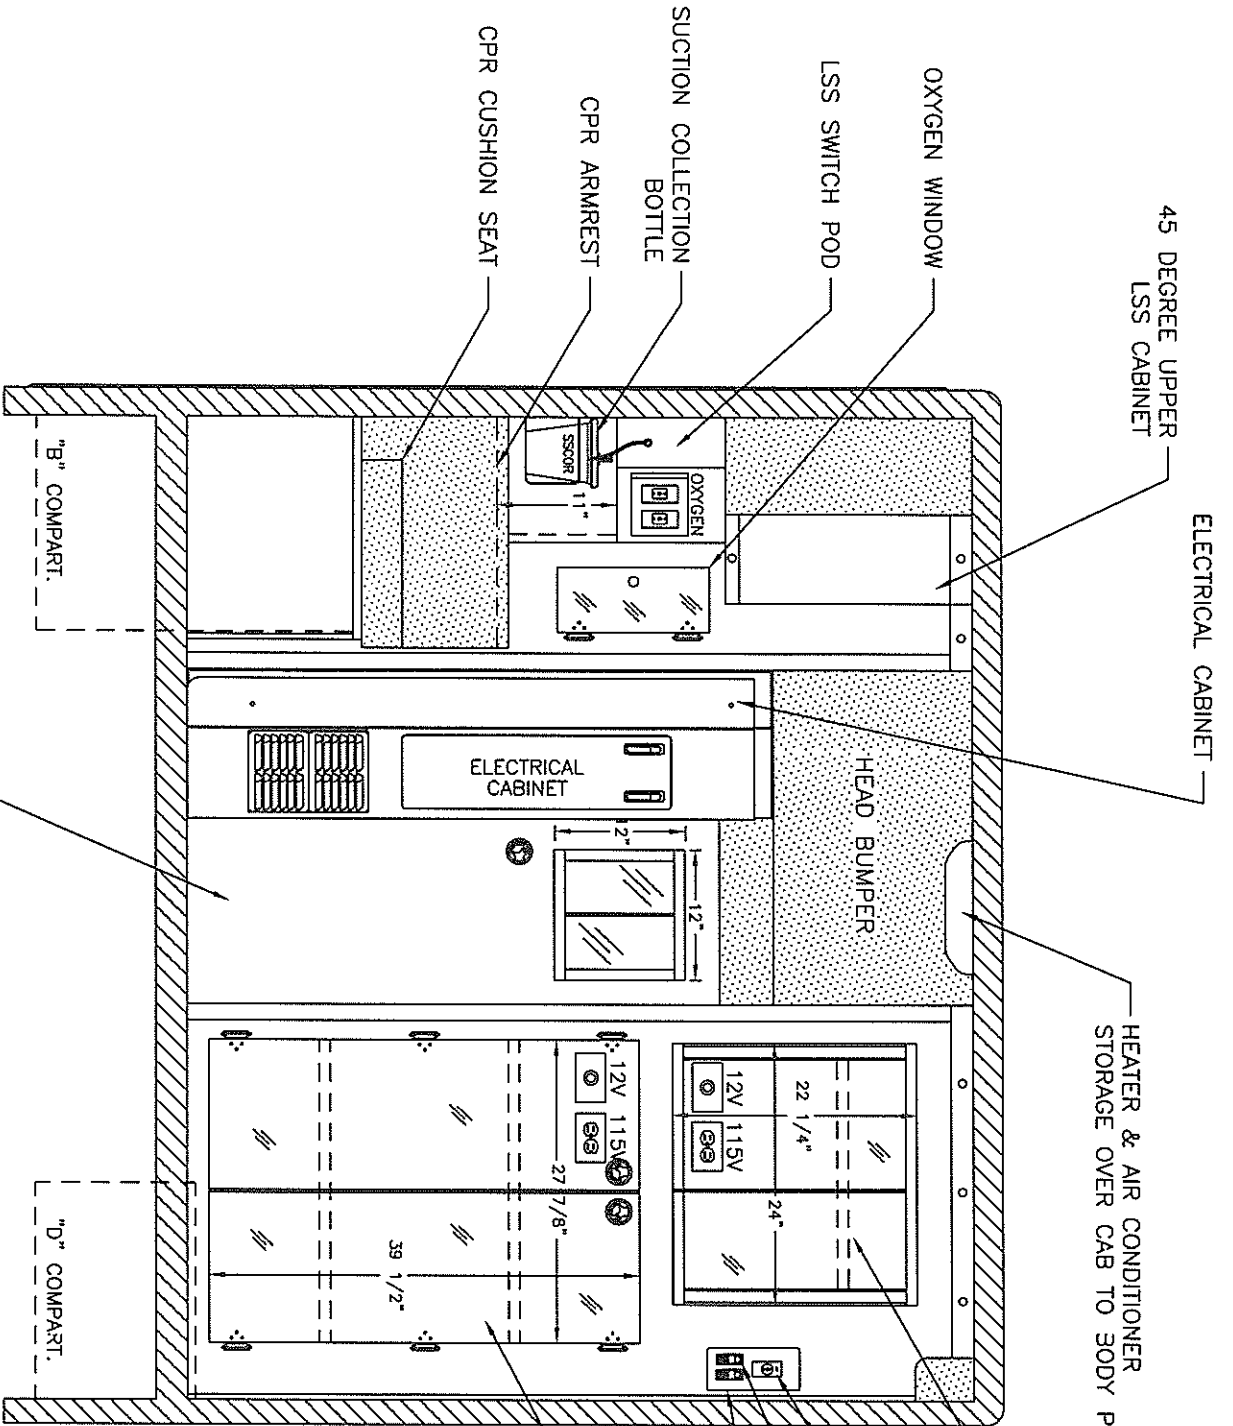 45 DEGREE UPPER
LSS CABINET
ELECTRICAL CABINET
HEATER & AIR CONDITIONER
STORAGE OVER CAB TO BODY P
OXYGEN WINDOW
LSS SWITCH POD
SUCTION COLLECTION
BOTTLE
CPR ARMREST
CPR CUSHION SEAT
HEAD BUMPER
OXYGEN
SSCOR
11"
ELECTRICAL
CABINET
12"
12"
22 1/4"
12V 115V
24"
12V 115V
27 7/8"
39 1/2"
"B" COMPART.
"D" COMPART.